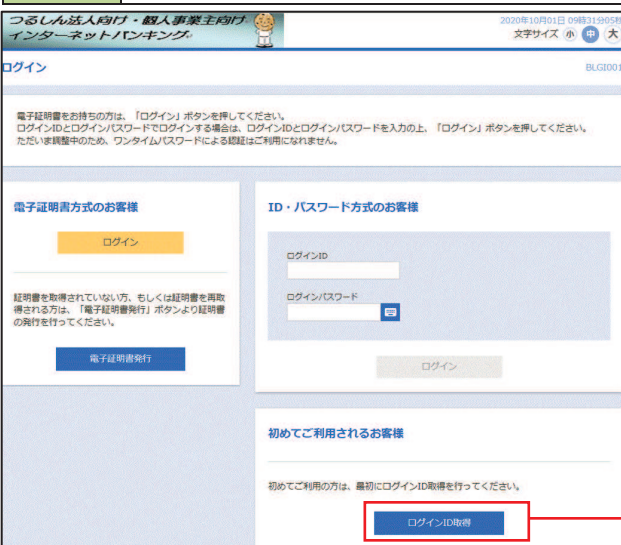 つるしん法人向け・個人事業主向け
インターネットバンキング
2020年10月01日 09時31分05秒
文字サイズ 小 中 大
ログイン
BLGI001
電子証明書をお持ちの方は、「ログイン」ボタンを押してください。
ログインIDとログインパスワードでログインする場合は、ログインIDとログインパスワードを入力の上、「ログイン」ボタンを押してください。
ただいま調整中のため、ワンタイムパスワードによる認証はご利用になれません。
電子証明書方式のお客様
ログイン
証明書を取得されていない方、もしくは証明書を再取
得される方は、「電子証明書発行」ボタンより証明書
の発行を行ってください。
電子証明書発行
ID・パスワード方式のお客様
ログインID
ログインパスワード
ログイン
初めてご利用されるお客様
初めてご利用の方は、最初にログインID取得を行ってください。
ログインID取得